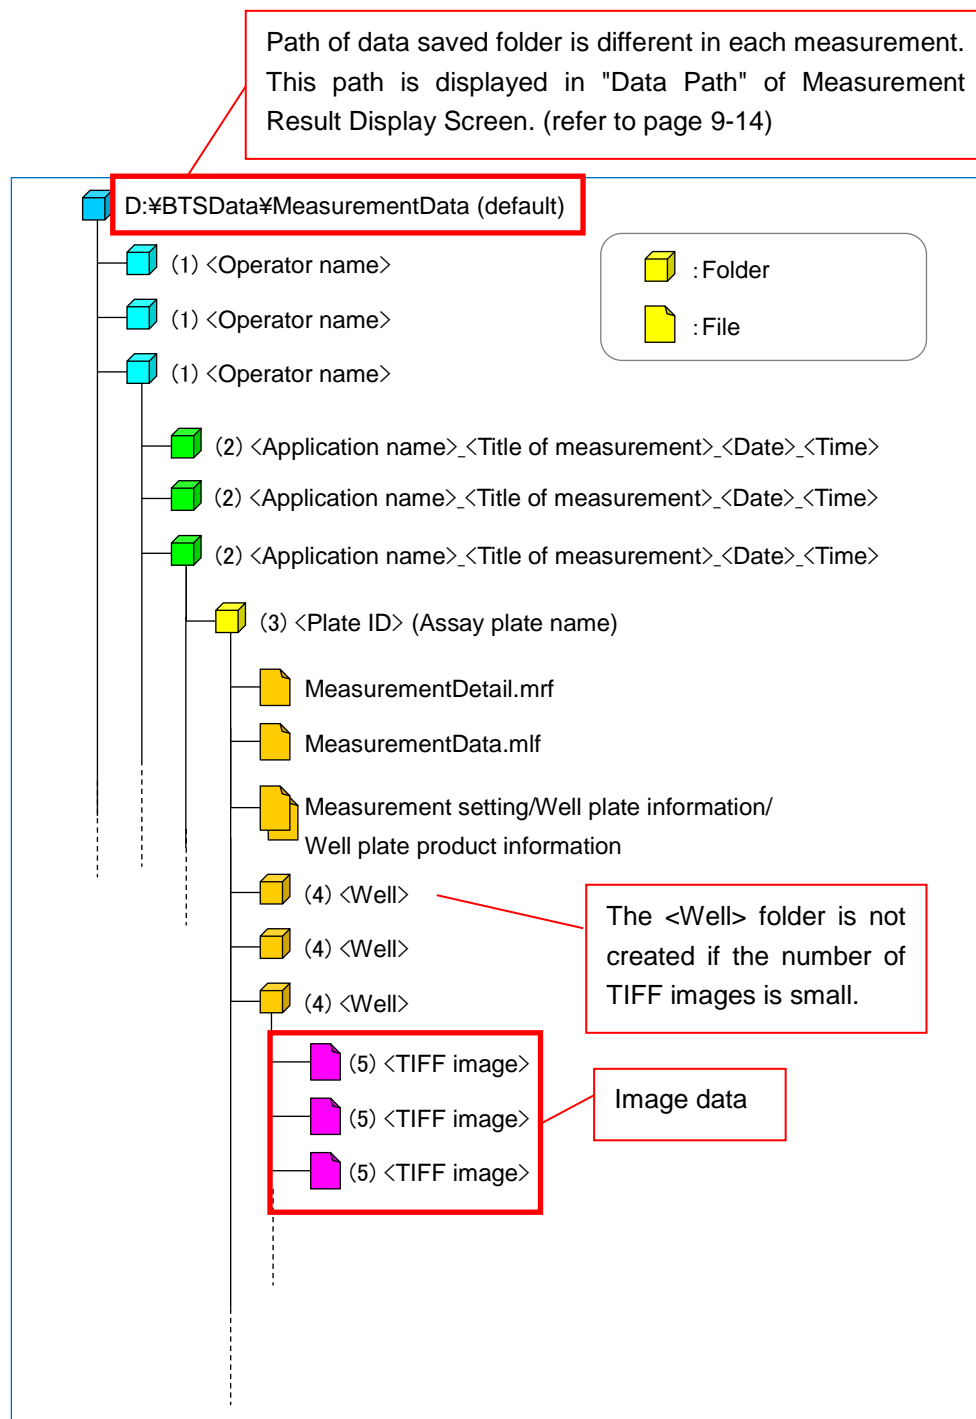 Path of data saved folder is different in each measurement.
This path is displayed in "Data Path" of Measurement
Result Display Screen. (refer to page 9-14)
D:¥BTSData¥MeasurementData (default)
(1) <Operator name>
(1) <Operator name>
(1) <Operator name>
:Folder
:File
(2) <Application name>_<Title of measurement>_<Date>_<Time>
(2) <Application name>_<Title of measurement>_<Date>_<Time>
(2) <Application name>_<Title of measurement>_<Date>_<Time>
(3) <Plate ID> (Assay plate name)
MeasurementDetail.mrf
MeasurementData.mlf
Measurement setting/Well plate information/
Well plate product information
(4) <Well>
(4) <Well>
(4) <Well>
The <Well> folder is not
created if the number of
TIFF images is small.
(5) <TIFF image>
(5) <TIFF image>
(5) <TIFF image>
Image data